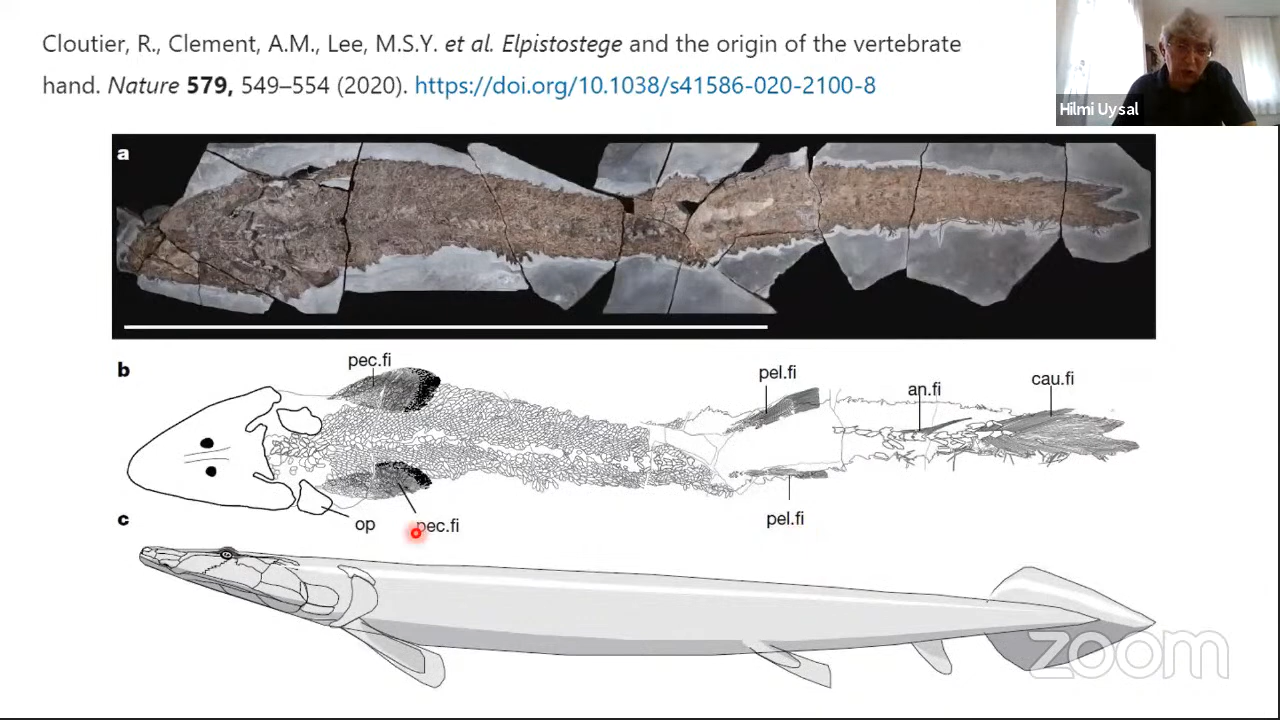 Cloutier, R., Clement, A.M., Lee, M.S.Y. et al. Elpistostege and the origin of the vertebrate
hand. Nature 579, 549–554 (2020). https://doi.org/10.1038/s41586-020-2100-8
Hilmi Uysal
a
b
pec.fi
pel.fi
an.fi
cau.fi
op
pec.fi
pel.fi
c
zoom